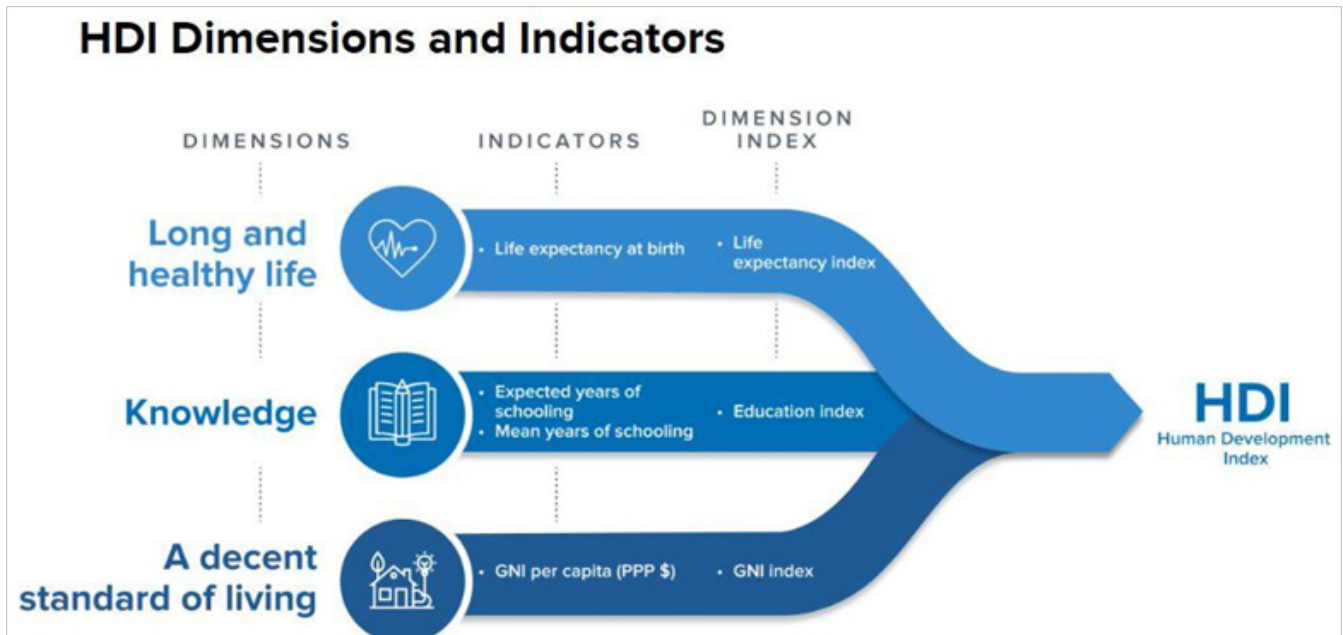 HDI Dimensions and Indicators
DIMENSIONS
INDICATORS
DIMENSION
INDEX
Long and
healthy life
• Life expectancy at birth
• Life
expectancy index
Knowledge
• Expected years of
schooling
• Mean years of schooling
• Education index
A decent
standard of living
• GNI per capita (PPP $)
• GNI index
HDI
Human Development
Index